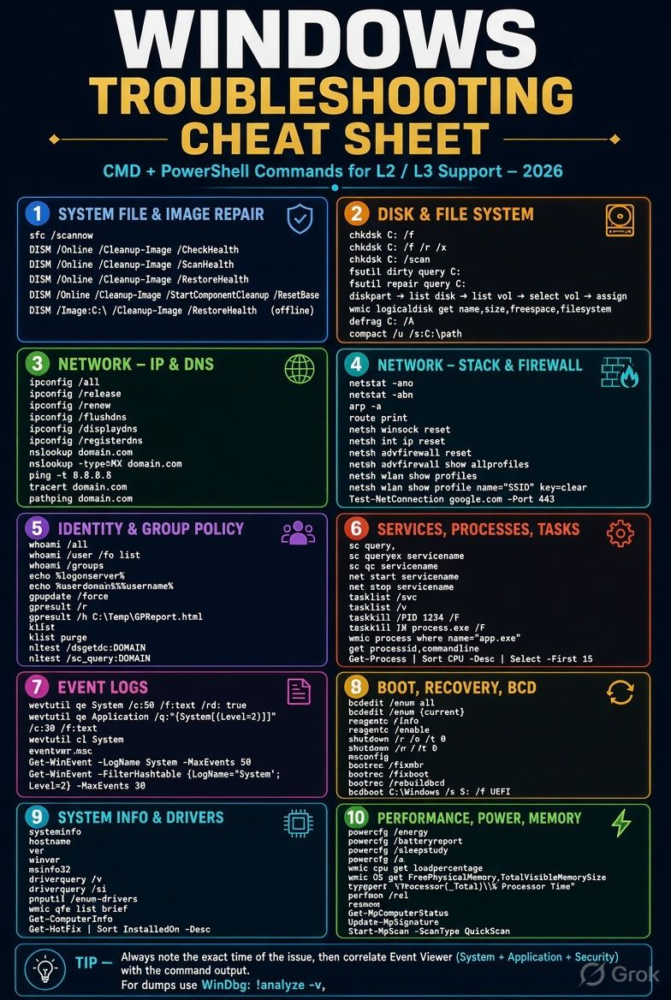 WINDOWS
TROUBLESHOOTING
CHEAT SHEET
CMD + PowerShell Commands for L2 / L3 Support – 2026
1 SYSTEM FILE & IMAGE REPAIR
sfc /scannow
DISM /Online /Cleanup-Image /CheckHealth
DISM /Online /Cleanup-Image /ScanHealth
DISM /Online /Cleanup-Image /RestoreHealth
DISM /Online /Cleanup-Image /StartComponentCleanup /ResetBase
DISM /Image:C:\ /Cleanup-Image /RestoreHealth (offline)
2 DISK & FILE SYSTEM
chkdsk C: /f
chkdsk C: /f /r /x
chkdsk C: /scan
fsutil dirty query C:
fsutil repair query C:
diskpart → list disk → list vol → select vol → assign
wmic logicaldisk get name,size,freespace,filesystem
defrag C: /A
compact /u /s:C:\path
3 NETWORK – IP & DNS
ipconfig /all
ipconfig /release
ipconfig /renew
ipconfig /flushdns
ipconfig /displaydns
ipconfig /registerdns
nslookup domain.com
nslookup domain.com
ping -t 8.8.8.8
tracert domain.com
pathping domain.com
4 NETWORK – STACK & FIREWALL
netstat -ano
netstat -abn
arp -a
route print
netsh winsock reset
netsh int ip reset
netsh advfirewall reset
netsh advfirewall show allprofiles
netsh wlan show profiles
netsh wlan show profile name="SSID" key=clear
Test-NetConnection google.com -Port 443
5 IDENTITY & GROUP POLICY
whoami /all
whoami /user /fo list
whoami /groups
echo %logonserver%
echo
gpupdate /force
gpresult /r
gpresult /h C:\Temp\GPReport.html
klist
klist purge
nltest /dsgetdc:DOMAIN
nltest /sc_query:DOMAIN
6 SERVICES, PROCESSES, TASKS
sc query,
sc queryex servicename
sc qc servicename
net start servicename
net stop servicename
tasklist /svc
tasklist /v
taskkill /PID 1234 /F
taskkill process.exe /F
wmic process where name="app.exe"
get processid,commandline
Get-Process | Sort CPU -Desc | Select -First 15
7 EVENT LOGS
wevtutil qe System /c:50 /f:text /rd: true
wevtutil qe Application /q:"{System[(Level=2)]]"
/c:30 /f:text
wevtutil cl System
Get-WinEvent -LogName System -MaxEvents 50
Get-WinEvent -FilterHashtable {LogName="System';
Level=2} -MaxEvents 30
8 BOOT, RECOVERY, BCD
bcdedit /enum all
bcdedit /enum {current}
reagentc /info
reagentc /enable
shutdown /r /o /t 0
/t 0
msconfig
bootrec /fixmbr
bootrec /fixboot
bootrec /rebuildbcd
bcdboot C:\Windows /s S: /f UEFI
9 SYSTEM INFO & DRIVERS
systeminfo
hostname
ver
winver
msinfo32
driverquery /v
driverquery /si
pnputil /enum-drivers
wmic qfe list brief
Get-ComputerInfo
Get-HotFix | Sort InstalledOn -Desc
10 PERFORMANCE, POWER, MEMORY
powercfg /energy
powercfg /batteryreport
powercfg /sleepstudy
powercfg /a
wmic cpu get loadpercentage
wmic OS get FreePhysicalMemory,TotalVisibleMemorySize
Processor Time"
perfmon /rel
Get-MpComputerStatus
Update-MpSignature
Start-MpScan -ScanType QuickScan
TIP — Always note the exact time of the issue, then correlate Event Viewer (System + Application + Security)
with the command output.
For dumps use WinDbg: !analyze -v,
Grok